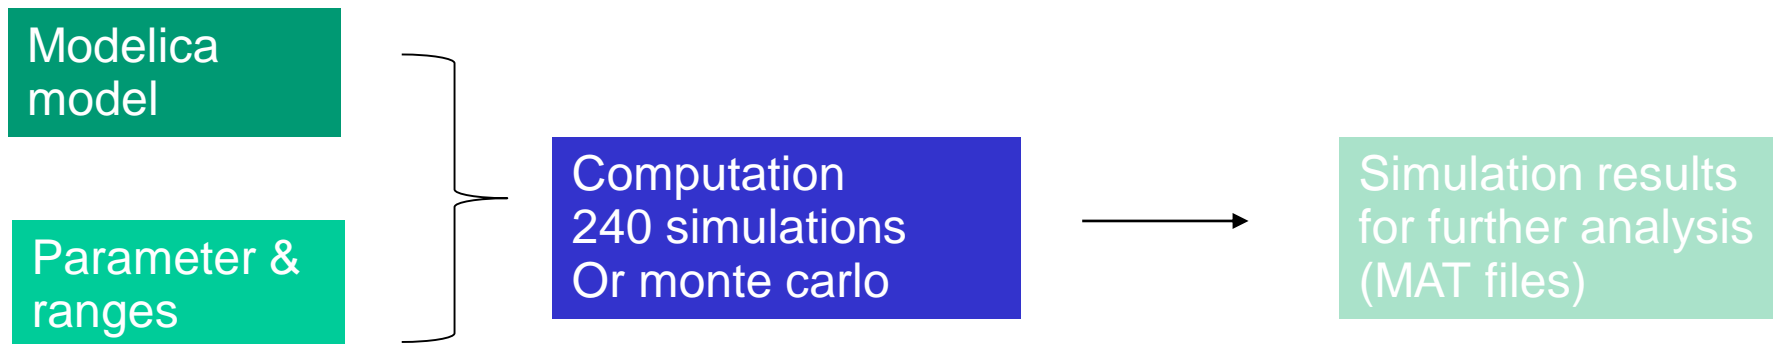 Modelica
model
Parameter &
ranges
Computation
240 simulations
Or monte carlo
Simulation results
for further analysis
(MAT files)